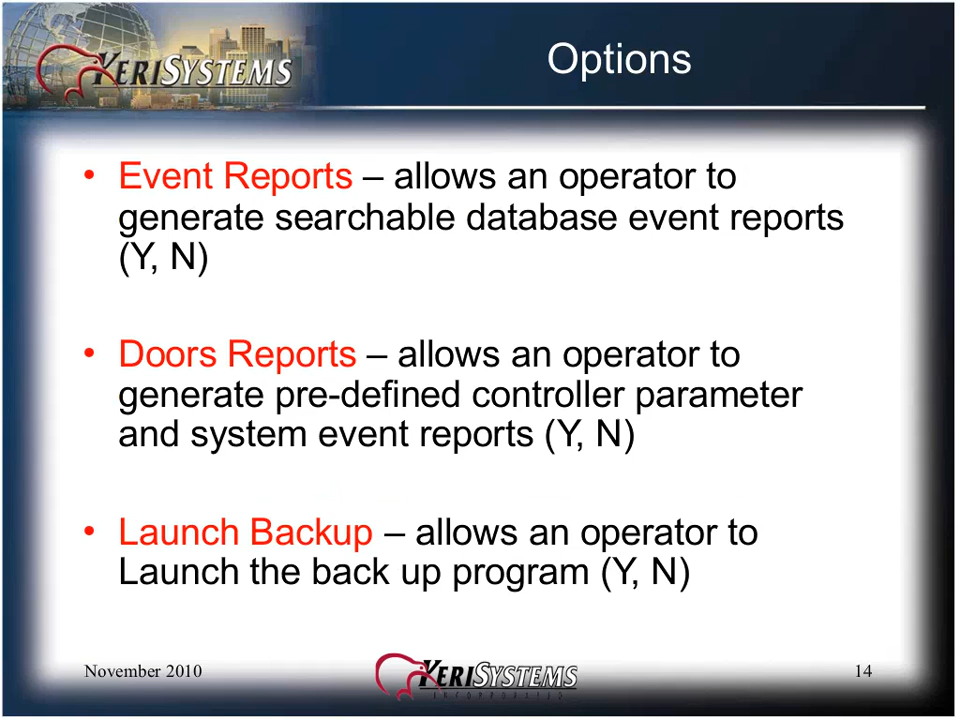 KERISYSTEMS
Options
• Event Reports – allows an operator to
generate searchable database event reports
(Y, N)
• Doors Reports – allows an operator to
generate pre-defined controller parameter
and system event reports (Y, N)
• Launch Backup – allows an operator to
Launch the back up program (Y, N)
November 2010
KERISYSTEMS
INCORPORATED
14